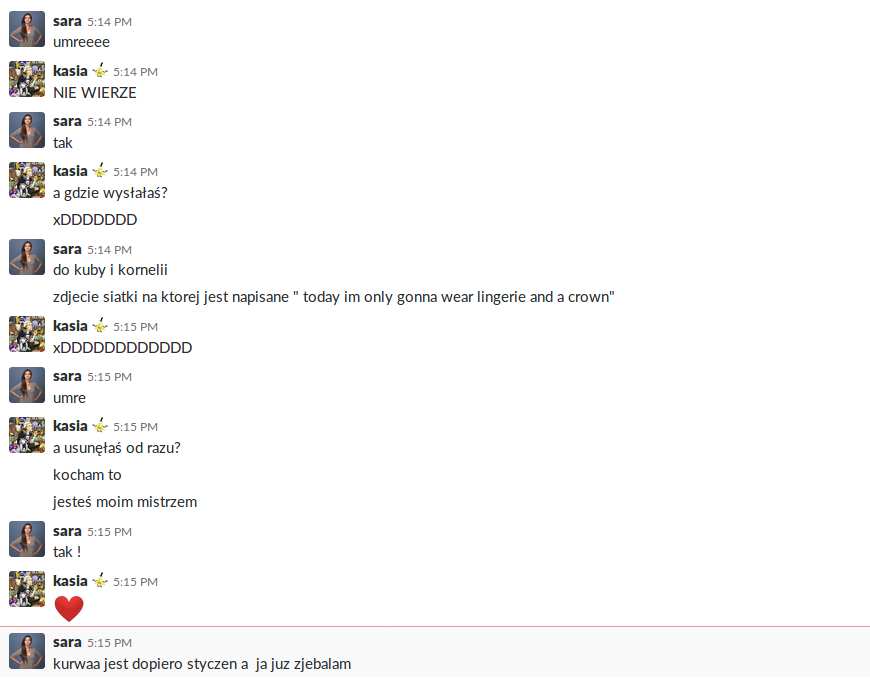 sara 5:14 PM
umreeee
kasia 5:14 PM
NIE WIERZE
sara 5:14 PM
tak
kasia 5:14 PM
a gdzie wysłałaś?
xDDDDDDD
sara 5:14 PM
do kuby i kornelii
zdjecie siatki na ktorej jest napisane " today im only gonna wear lingerie and a crown"
kasia 5:15 PM
xDDDDDDDDDDDD
sara 5:15 PM
umre
kasia 5:15 PM
a usunęłaś od razu?
kocham to
jesteś moim mistrzem
sara 5:15 PM
tak !
kasia 5:15 PM
❤️
sara 5:15 PM
kurwaa jest dopiero styczen a  ja juz zjebalam